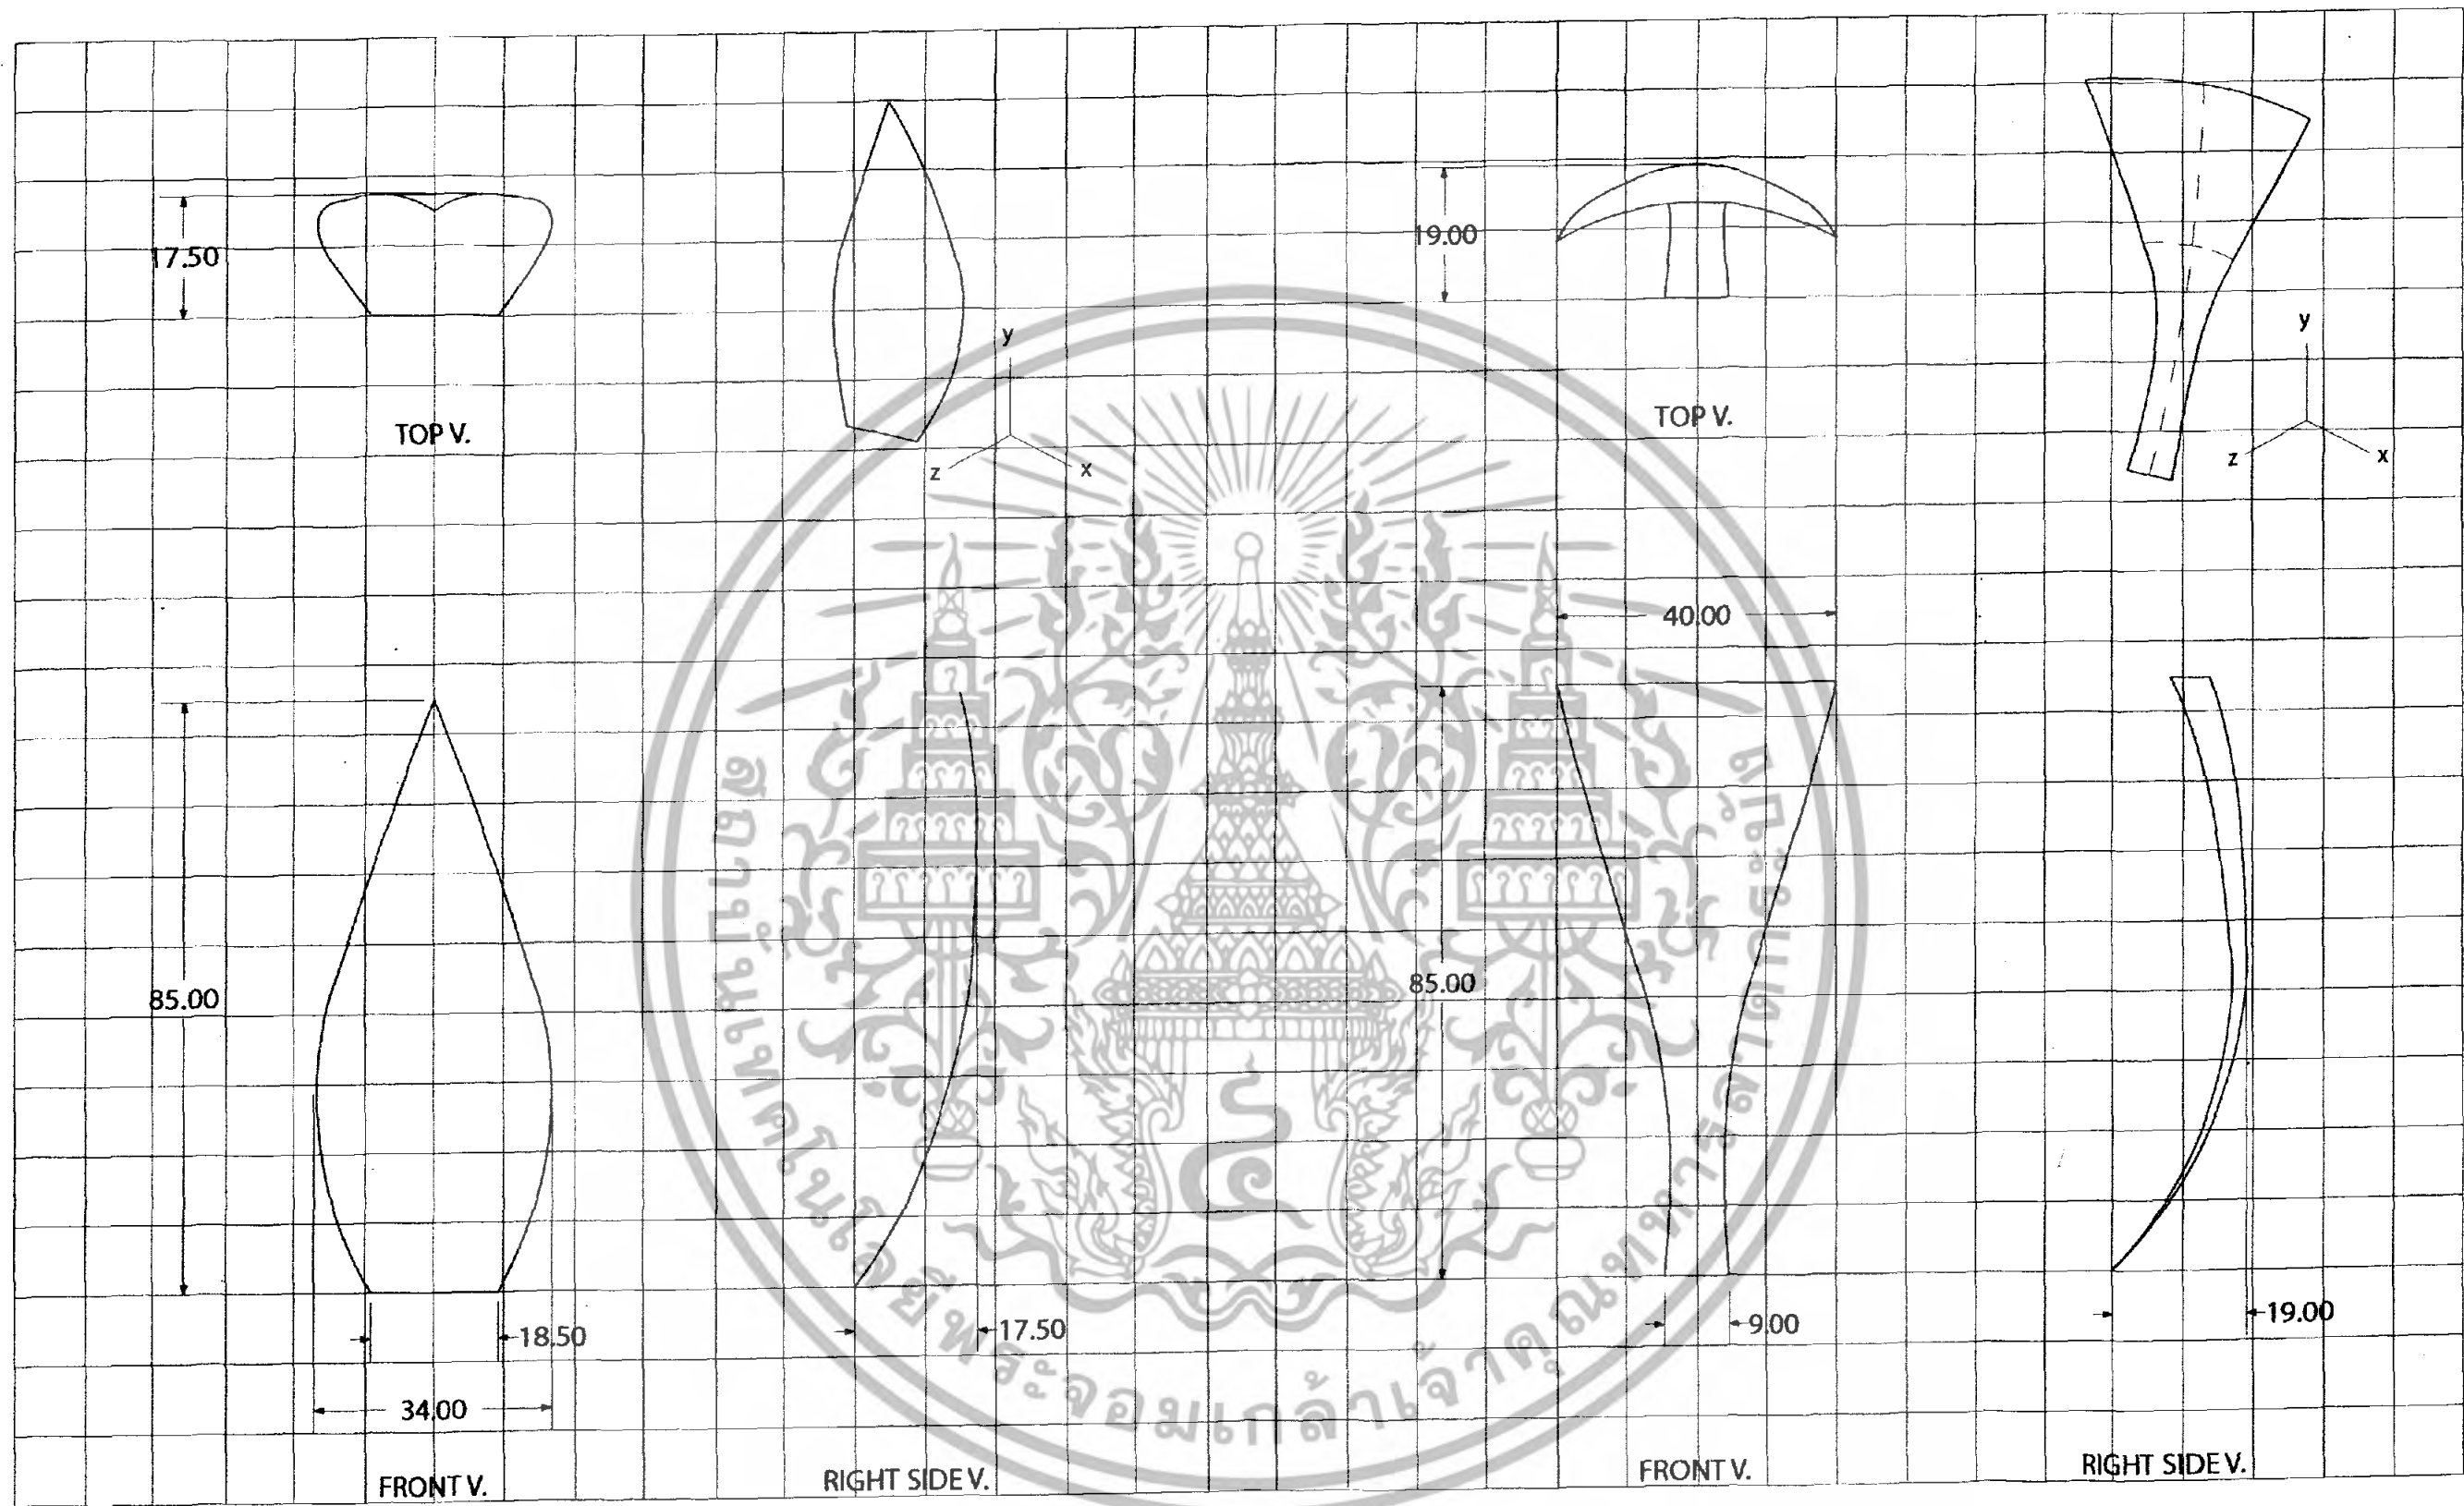 17.50
TOP V.
y
z
x
19.00
TOP V.
y
z
x
85.00
18.50
34.00
FRONT V.
17.50
RIGHT SIDE V.
40.00
85.00
9.00
FRONT V.
19.00
RIGHT SIDE V.